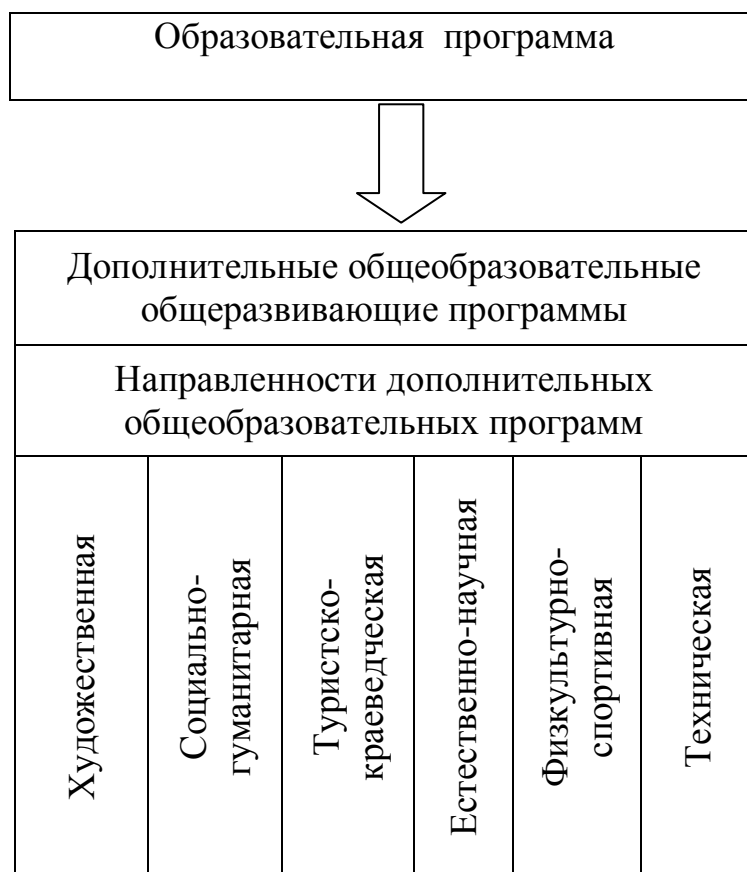 Образовательная программа
Дополнительные общеобразовательные
общеразвивающие программы
Направленности дополнительных
общеобразовательных программ
Художественная
Социально-
гуманитарная
Туристско-
краеведческая
Естественно-научная
Физкультурно-
спортивная
Техническая